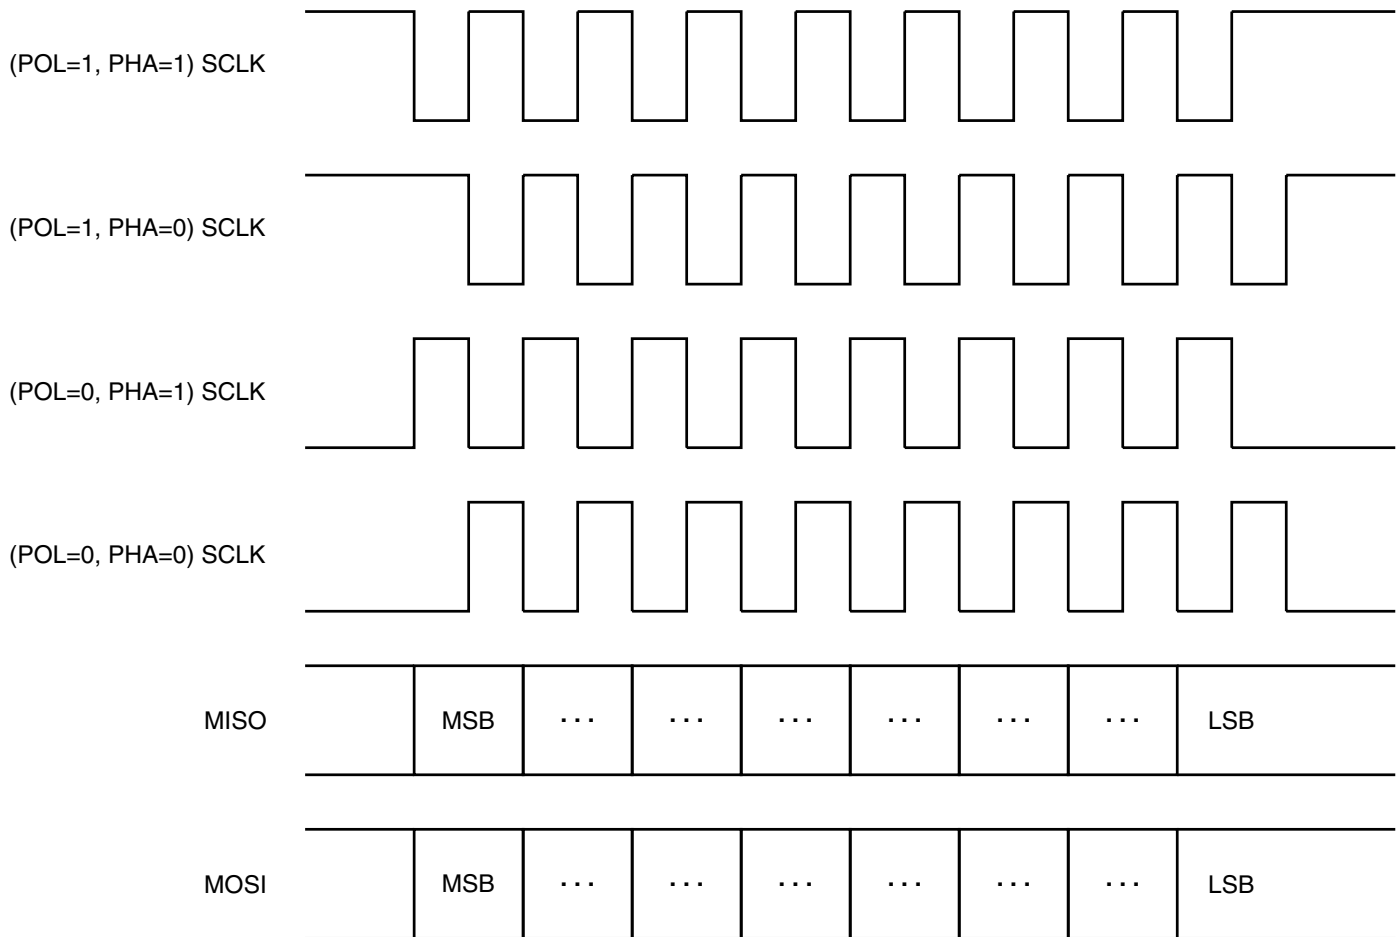 (POL=1, PHA=1) SCLK
(POL=1, PHA=0) SCLK
(POL=0, PHA=1) SCLK
(POL=0, PHA=0) SCLK
MISO MSB ... ... ... ... ... ... LSB
MOSI MSB ... ... ... ... ... ... LSB